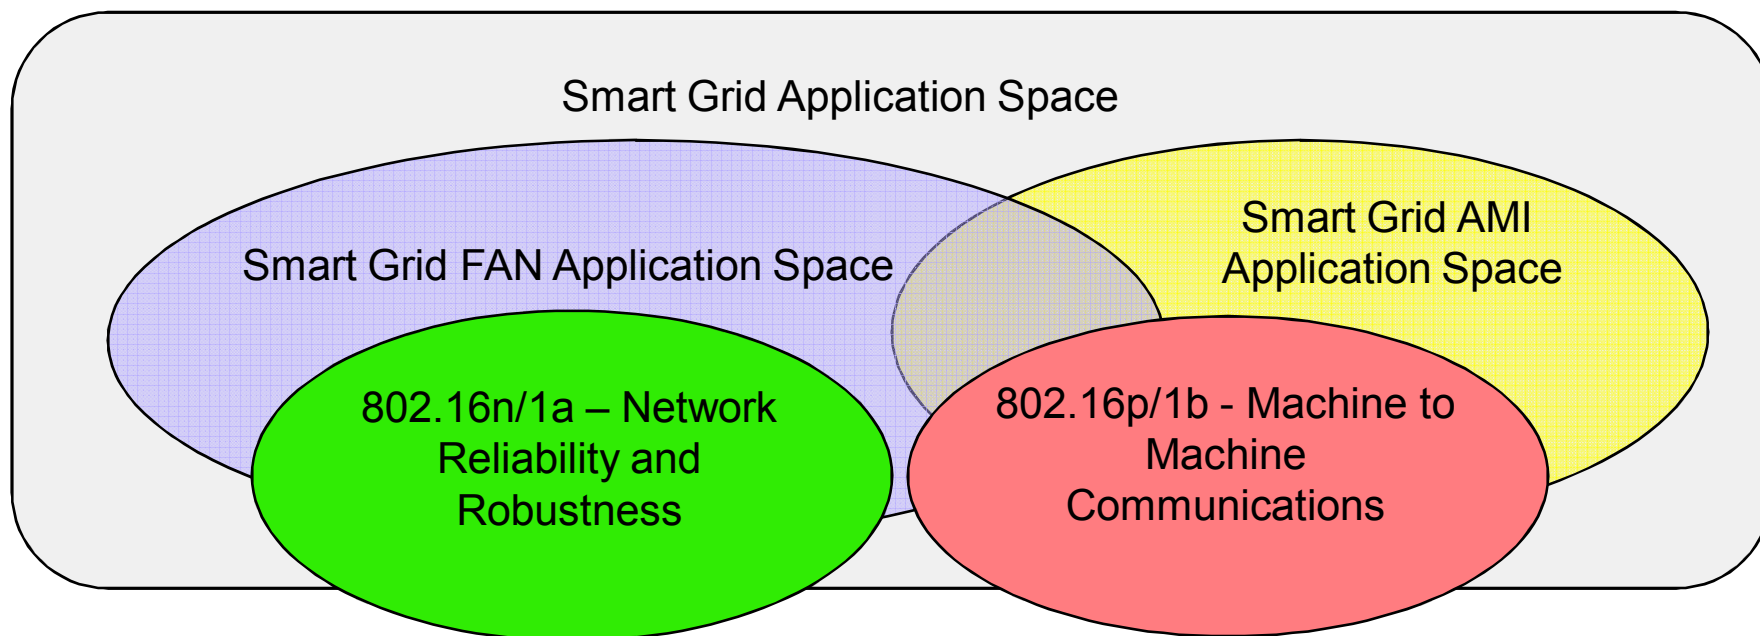 Smart Grid Application Space
Smart Grid AMI
Application Space
Smart Grid FAN Application Space
802.16n/1a – Network
Reliability and
Robustness
802.16p/1b - Machine to
Machine
Communications